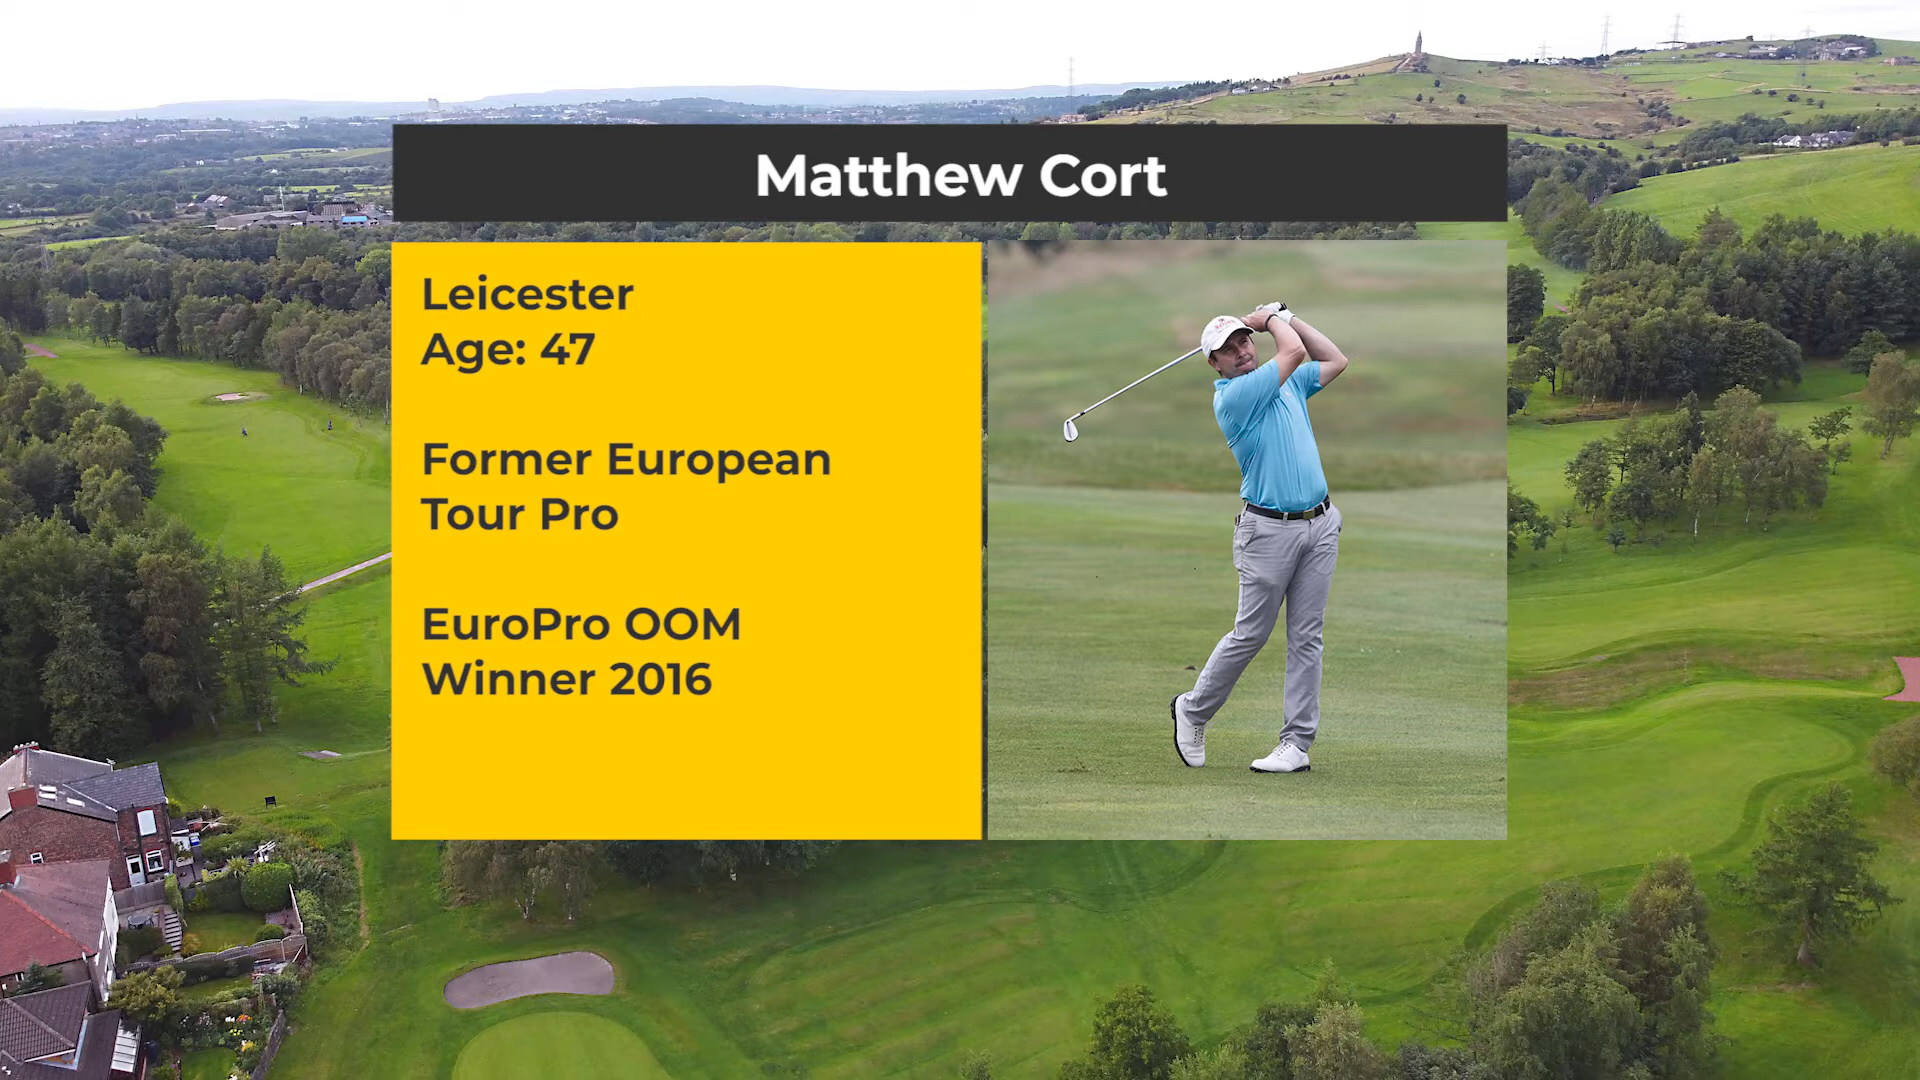 Matthew Cort
Leicester
Age: 47
Former European
Tour Pro
EuroPro OOM
Winner 2016